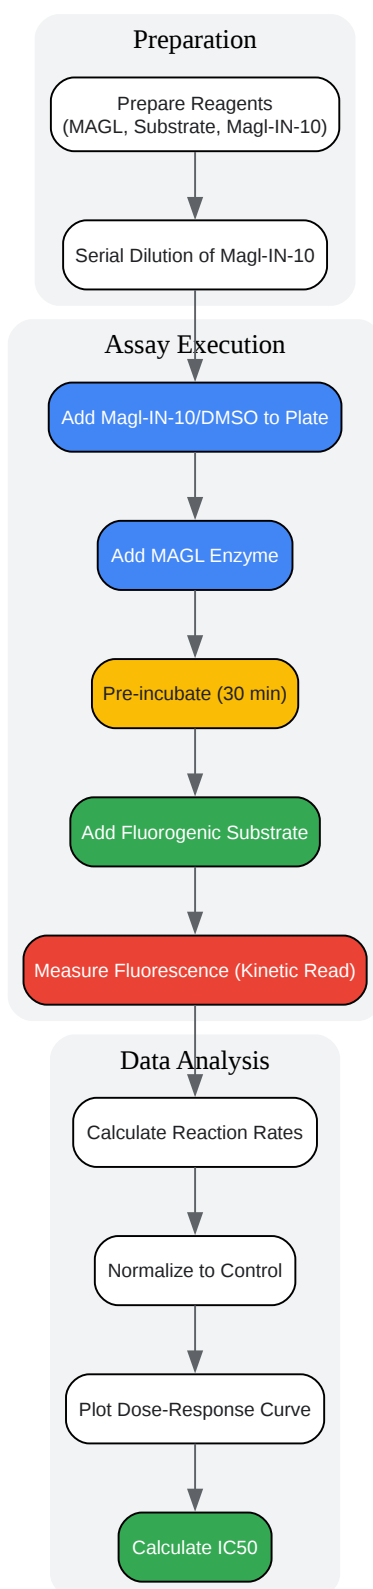 Preparation
Prepare Reagents
(MAGL, Substrate, Magl-IN-10)
Serial Dilution of Magl-IN-10
Assay Execution
Add Magl-IN-10/DMSO to Plate
Add MAGL Enzyme
Pre-incubate (30 min)
Add Fluorogenic Substrate
Measure Fluorescence (Kinetic Read)
Data Analysis
Calculate Reaction Rates
Normalize to Control
Plot Dose-Response Curve
Calculate IC50